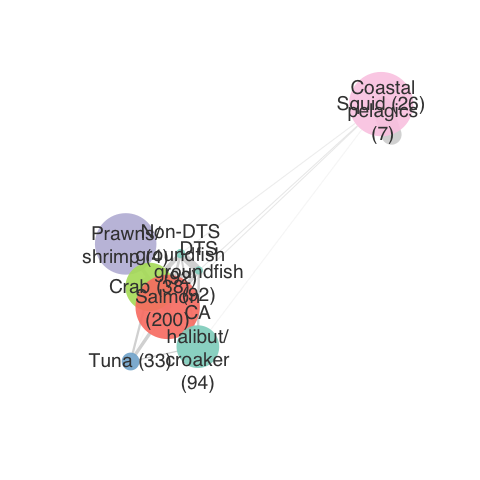 Coastal
pelagics
(7)
Squid (26)
Prawns/
shrimp (4)
Non-DTS
groundfish
DTS
groundfish
(92)
Crab (38)
Salmon
(200)
CA
halibut/
croaker
(94)
Tuna (33)